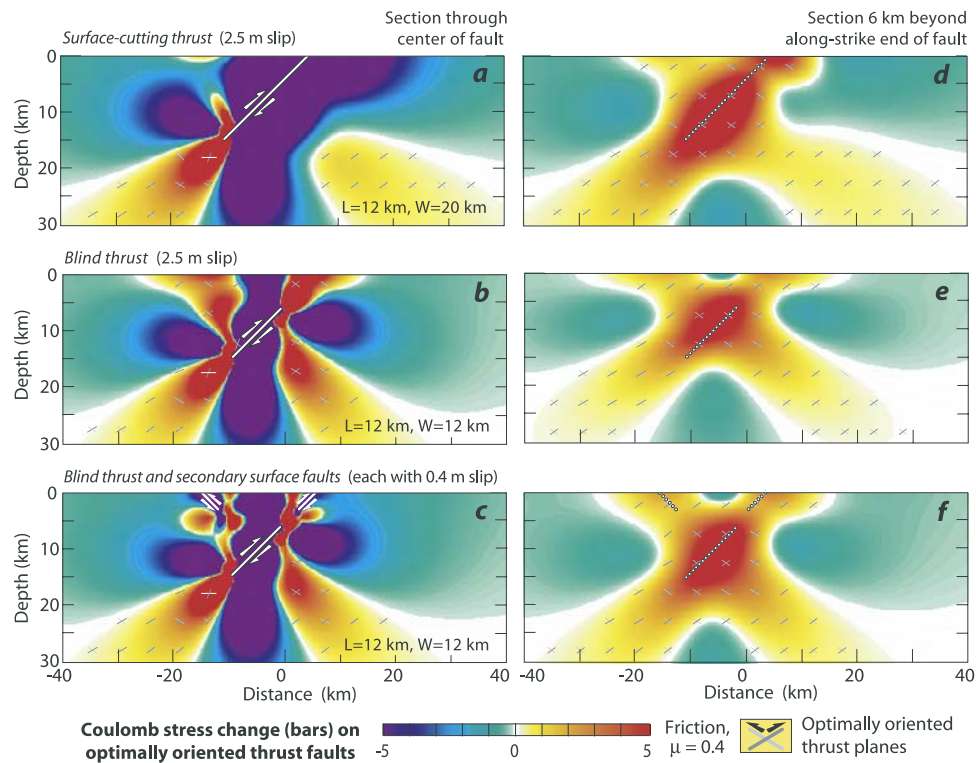 Section through
center of fault
Section 6 km beyond
along-strike end of fault
Surface-cutting thrust (2.5 m slip)
0
10
20
30
Depth (km)
a
L=12 km, W=20 km
d
Blind thrust (2.5 m slip)
0
10
20
30
Depth (km)
b
L=12 km, W=12 km
e
Blind thrust and secondary surface faults (each with 0.4 m slip)
0
10
20
30
Depth (km)
c
L=12 km, W=12 km
f
-40 -20 0 20 40
-20 0 20 40
Distance (km)
Distance (km)
Coulomb stress change (bars) on
optimally oriented thrust faults
-5 0 5
Friction,
μ = 0.4
Optimally oriented
thrust planes